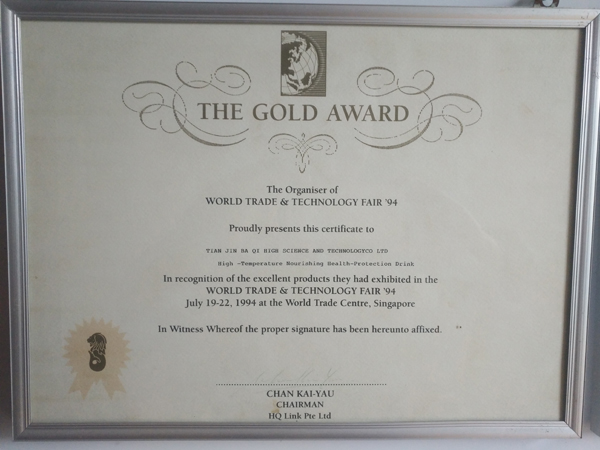 THE GOLD AWARD
The Organiser of
WORLD TRADE & TECHNOLOGY FAIR '94
Proudly presents this certificate to
TIAN JIN DA QI HIGH SCIENCE AND TECHNOLOGYCO LTD
High -Temperature Nourishing Health-Protection Drink
In recognition of the excellent products they had exhibited in the
WORLD TRADE & TECHNOLOGY FAIR '94
July 19-22, 1994 at the World Trade Centre, Singapore
In Witness Whereof the proper signature has been hereunto affixed.
CHAN KAI-YAU
CHAIRMAN
HQ Link Pte Ltd